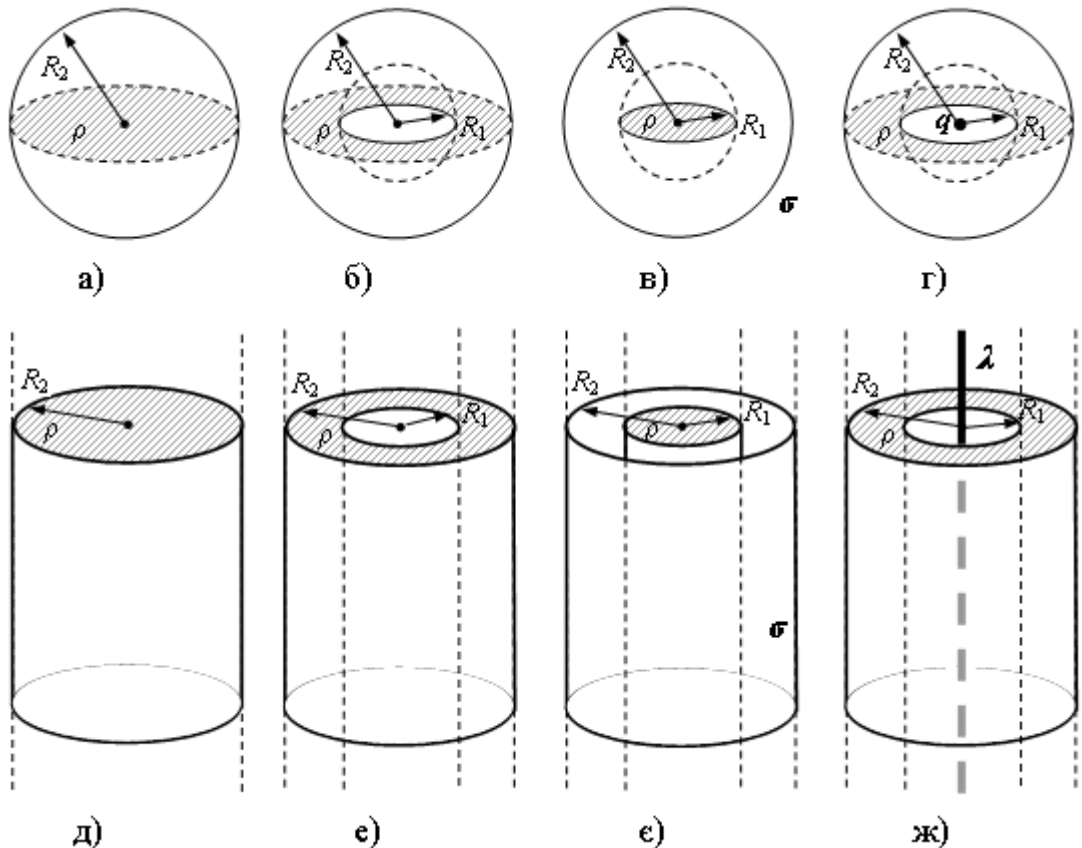 R₂ ρ
R₂ ρ R₁
R₂ ρ R₁ σ
R₂ ρ q R₁
а) б) в) г)
R₂ ρ
R₂ ρ R₁
R₂ ρ R₁ σ
R₂ ρ R₁ λ
д) е) є) ж)